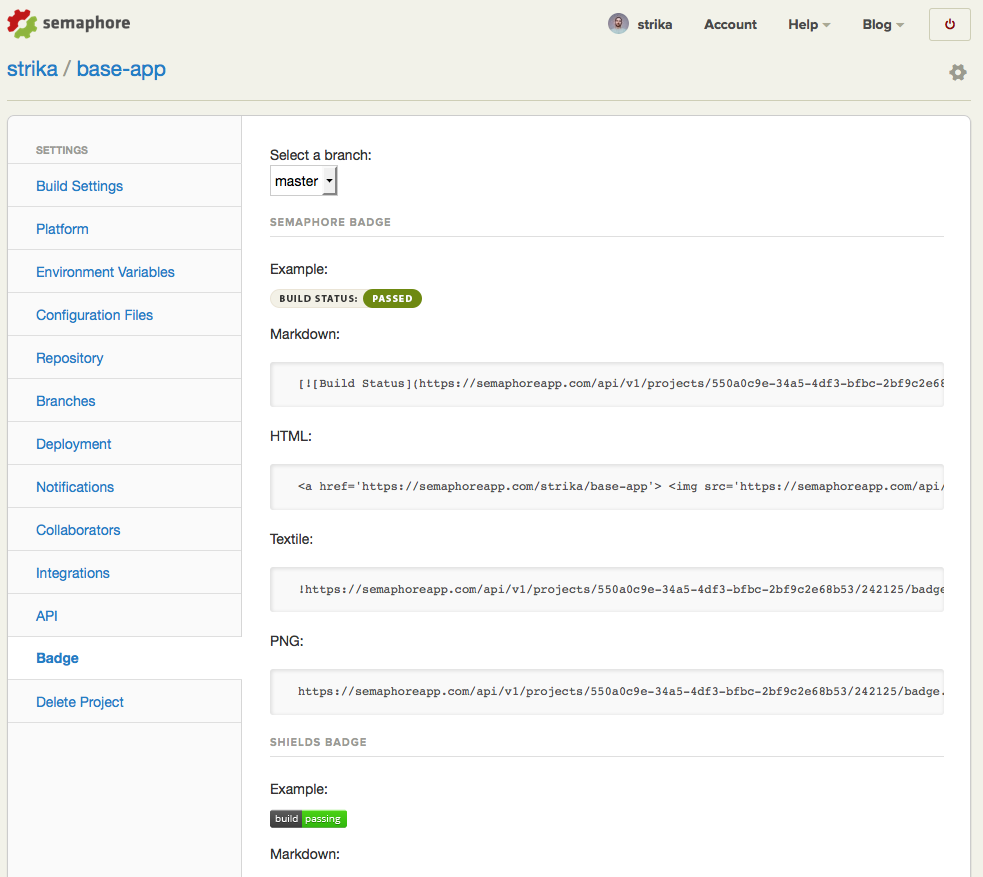 semaphore
strika Account Help Blog
strika / base-app
SETTINGS
Build Settings
Platform
Environment Variables
Configuration Files
Repository
Branches
Deployment
Notifications
Collaborators
Integrations
API
Badge
Delete Project
Select a branch:
master
SEMAPHORE BADGE
Example:
BUILD STATUS: PASSED
Markdown:
[![Build Status](https://semaphoreapp.com/api/v1/projects/550a0c9e-34a5-4df3-bfbc-2bf9c2e68
HTML:
<a href='https://semaphoreapp.com/strika/base-app'> <img src='https://semaphoreapp.com/api/
Textile:
!https://semaphoreapp.com/api/v1/projects/550a0c9e-34a5-4df3-bfbc-2bf9c2e68b53/242125/badge
PNG:
https://semaphoreapp.com/api/v1/projects/550a0c9e-34a5-4df3-bfbc-2bf9c2e68b53/242125/badge.
SHIELDS BADGE
Example:
build passing
Markdown: